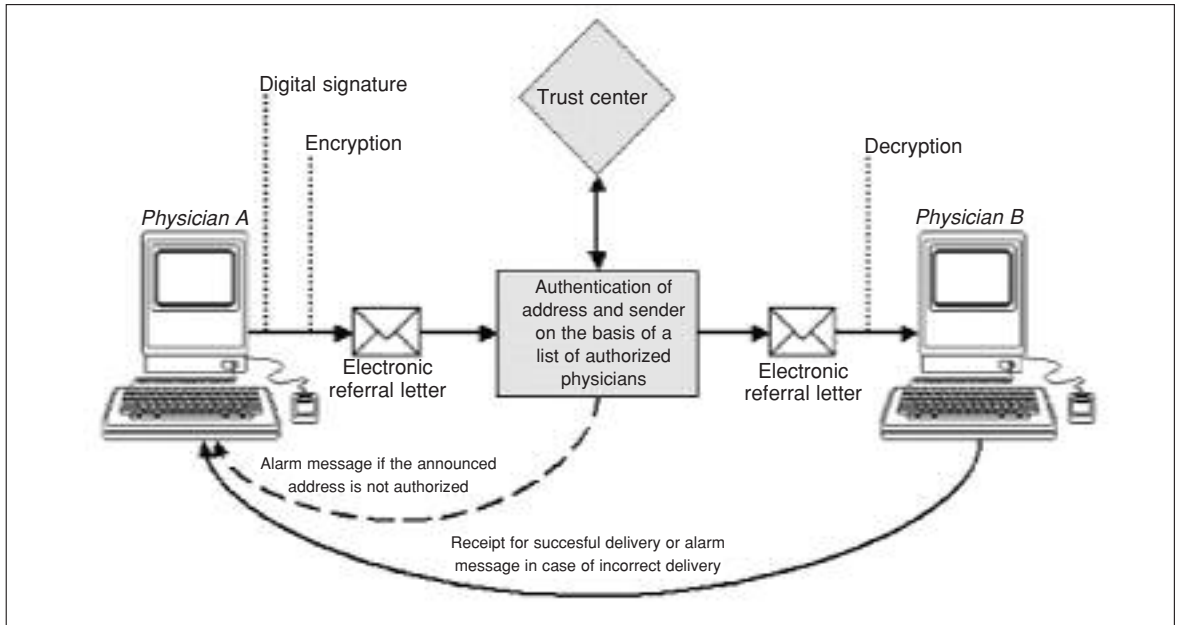 Digital signature
Trust center
Encryption
Decryption
Physician A
Physician B
Authentication of
address and sender
on the basis of a
list of authorized
physicians
Electronic
referral letter
Electronic
referral letter
Alarm message if the announced
address is not authorized
Receipt for succesful delivery or alarm
message in case of incorrect delivery